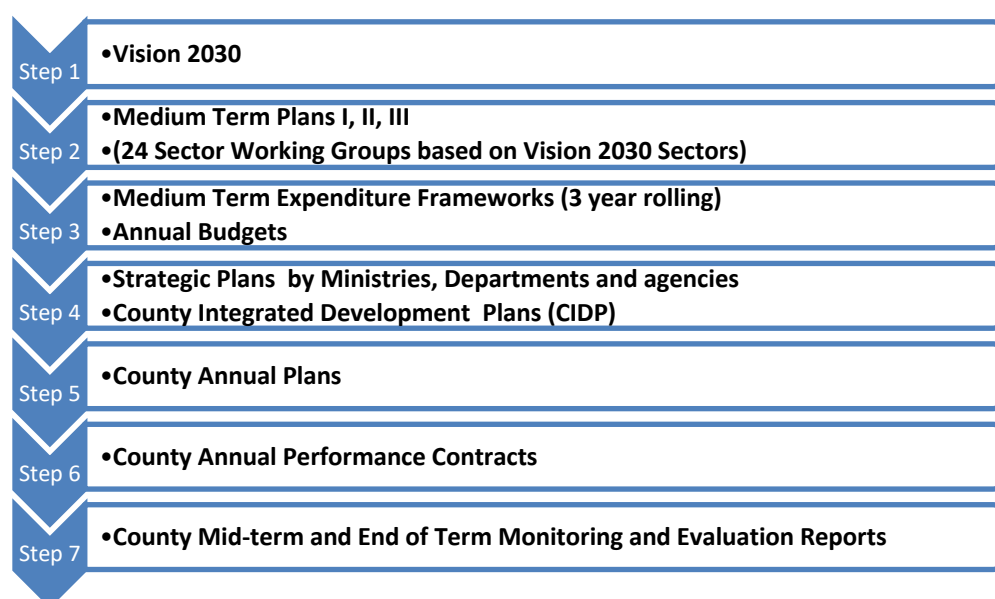 Step 1
•Vision 2030
Step 2
•Medium Term Plans I, II, III
•(24 Sector Working Groups based on Vision 2030 Sectors)
Step 3
•Medium Term Expenditure Frameworks (3 year rolling)
•Annual Budgets
Step 4
•Strategic Plans  by Ministries, Departments and agencies
•County Integrated Development  Plans (CIDP)
Step 5
•County Annual Plans
Step 6
•County Annual Performance Contracts
Step 7
•County Mid-term and End of Term Monitoring and Evaluation Reports